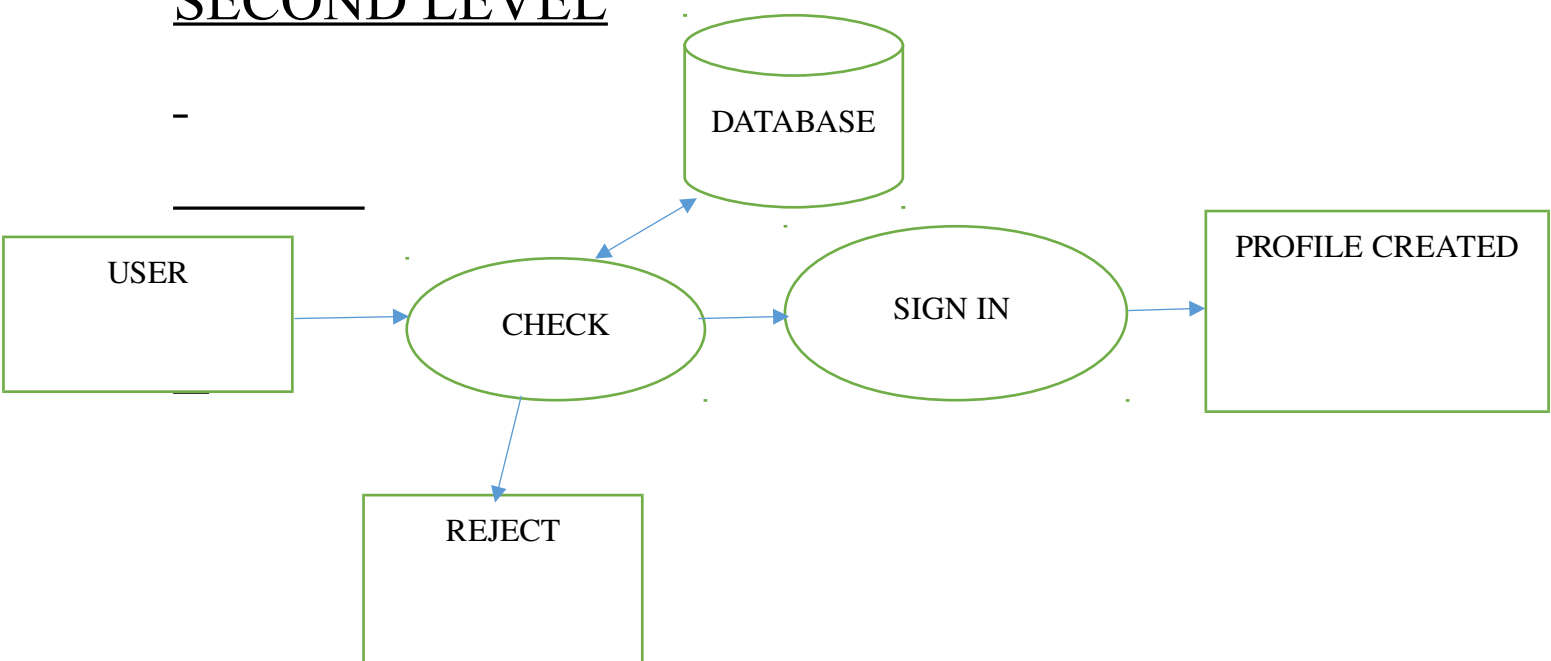 SECOND LEVEL
DATABASE
USER
CHECK
SIGN IN
PROFILE CREATED
REJECT